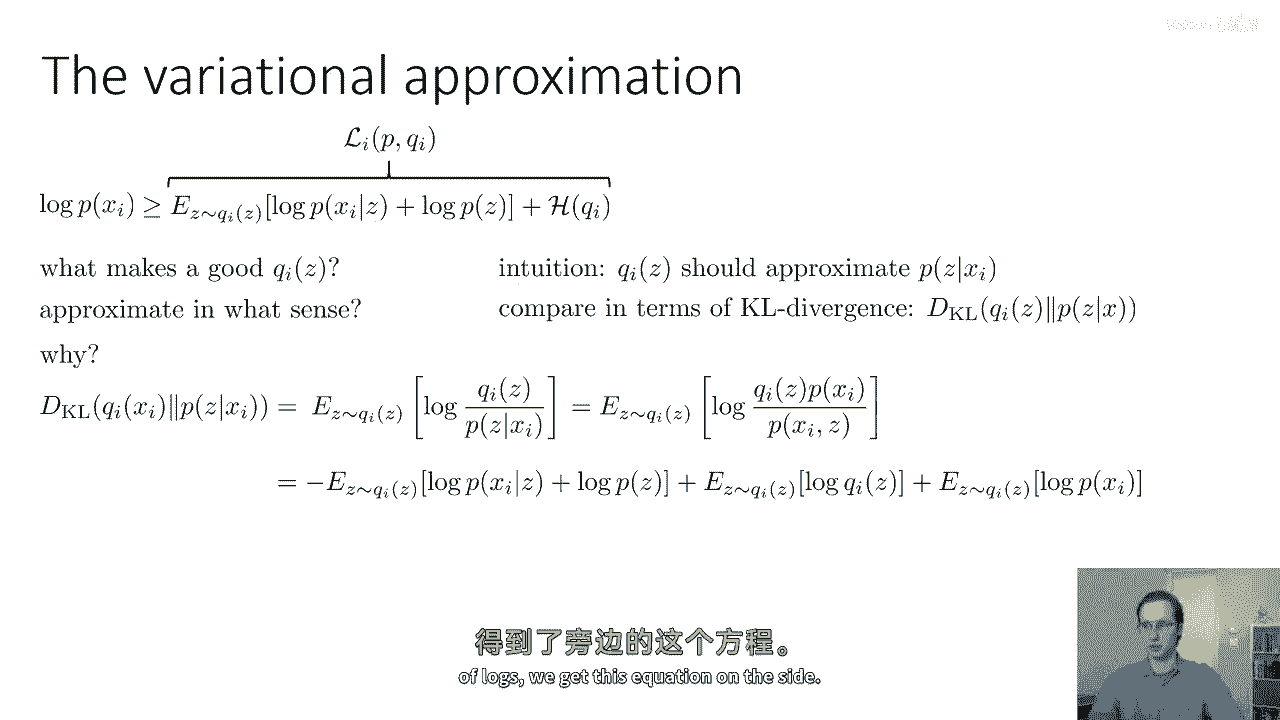 The variational approximation
$\mathcal{L}_i(p, q_i)$
$\log p(x_i) \geq E_{z\sim q_i(z)}[\log p(x_i|z) + \log p(z)] + \mathcal{H}(q_i)$
what makes a good $q_i(z)$? intuition: $q_i(z)$ should approximate $p(z|x_i)$
approximate in what sense? compare in terms of KL-divergence: $D_{\mathrm{KL}}(q_i(z)\|p(z|x))$
why?
$D_{\mathrm{KL}}(q_i(x_i)\|p(z|x_i)) = E_{z\sim q_i(z)}\left[\log \frac{q_i(z)}{p(z|x_i)}\right] = E_{z\sim q_i(z)}\left[\log \frac{q_i(z)p(x_i)}{p(x_i, z)}\right]$
$= -E_{z\sim q_i(z)}[\log p(x_i|z) + \log p(z)] + E_{z\sim q_i(z)}[\log q_i(z)] + E_{z\sim q_i(z)}[\log p(x_i)]$
得到了旁边的这个方程。
of logs, we get this equation on the side.